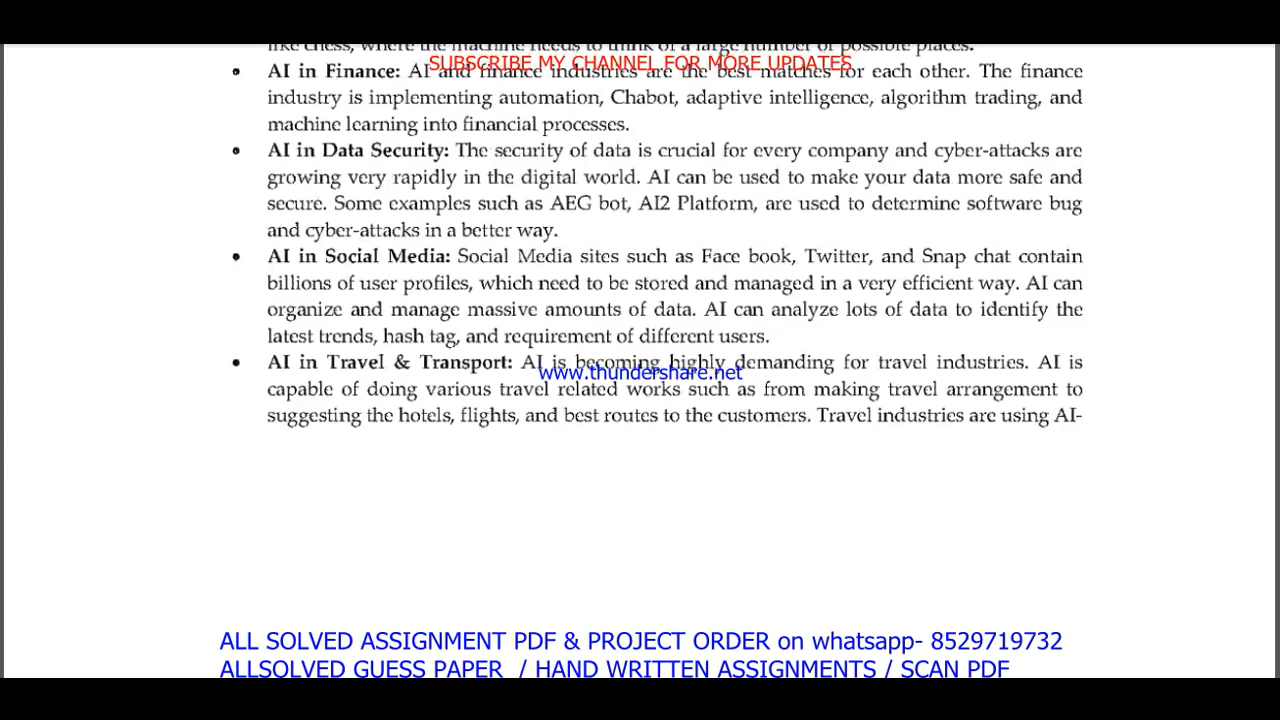 like chess, where the machine needs to think of a large number of possible places.
SUBSCRIBE MY CHANNEL FOR MORE UPDATES
• AI in Finance: AI and finance industries are the best matches for each other. The finance
industry is implementing automation, Chabot, adaptive intelligence, algorithm trading, and
machine learning into financial processes.
• AI in Data Security: The security of data is crucial for every company and cyber-attacks are
growing very rapidly in the digital world. AI can be used to make your data more safe and
secure. Some examples such as AEG bot, AI2 Platform, are used to determine software bug
and cyber-attacks in a better way.
• AI in Social Media: Social Media sites such as Face book, Twitter, and Snap chat contain
billions of user profiles, which need to be stored and managed in a very efficient way. AI can
organize and manage massive amounts of data. AI can analyze lots of data to identify the
latest trends, hash tag, and requirement of different users.
• AI in Travel & Transport: AI is becoming highly demanding for travel industries. AI is
www.thundershare.net
capable of doing various travel related works such as from making travel arrangement to
suggesting the hotels, flights, and best routes to the customers. Travel industries are using AI-
ALL SOLVED ASSIGNMENT PDF & PROJECT ORDER on whatsapp- 8529719732
ALLSOLVED GUESS PAPER / HAND WRITTEN ASSIGNMENTS / SCAN PDF